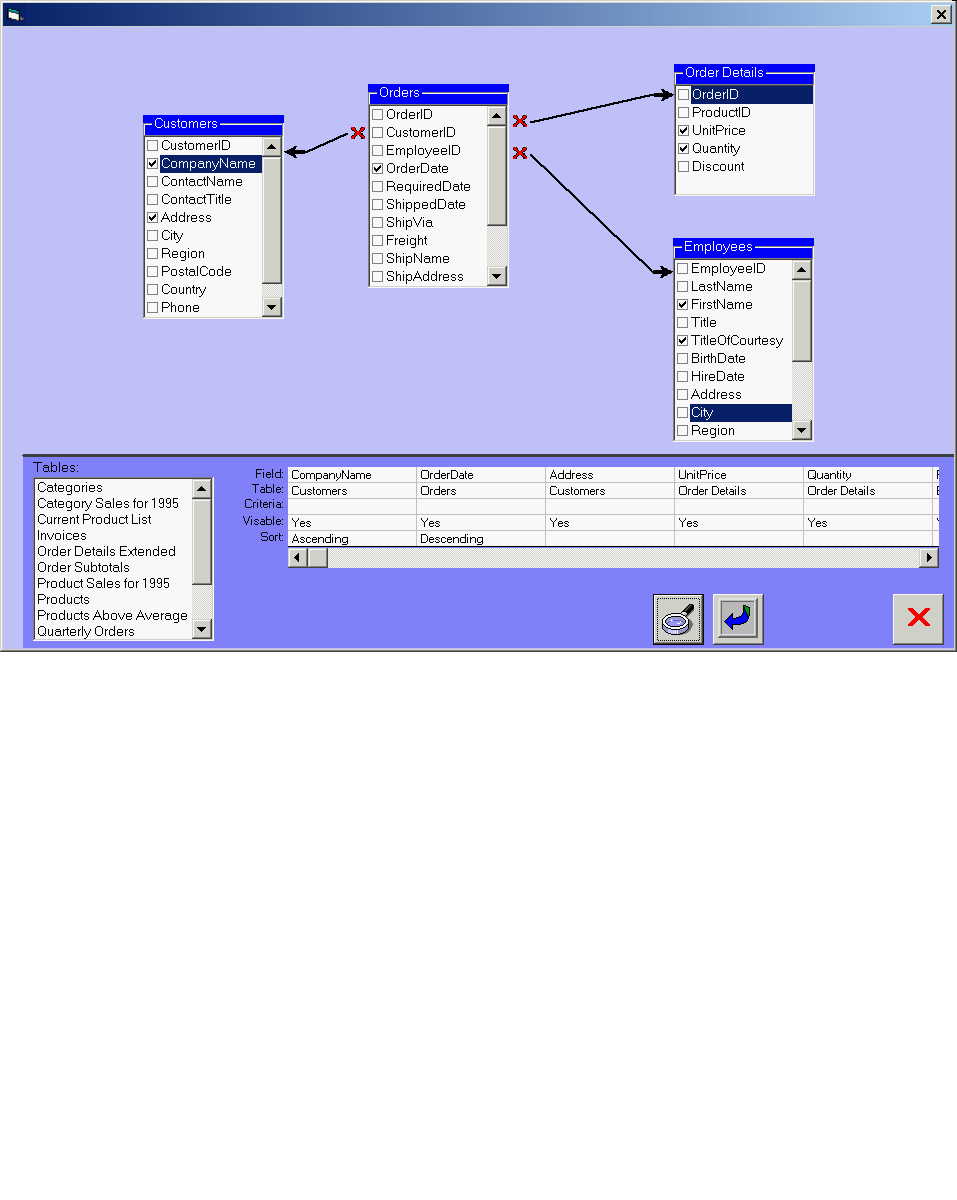 Customers
CustomerID
CompanyName
ContactName
ContactTitle
Address
City
Region
PostalCode
Country
Phone
Orders
OrderID
CustomerID
EmployeeID
OrderDate
RequiredDate
ShippedDate
ShipVia
Freight
ShipName
ShipAddress
Order Details
OrderID
ProductID
UnitPrice
Quantity
Discount
Employees
EmployeeID
LastName
FirstName
Title
TitleOfCourtesy
BirthDate
HireDate
Address
City
Region
Tables:
Categories
Category Sales for 1995
Current Product List
Invoices
Order Details Extended
Order Subtotals
Product Sales for 1995
Products
Products Above Average
Quarterly Orders
Field: CompanyName OrderDate Address UnitPrice Quantity
Table: Customers Orders Customers Order Details Order Details
Criteria:
Visable: Yes Yes Yes Yes Yes
Sort: Ascending Descending